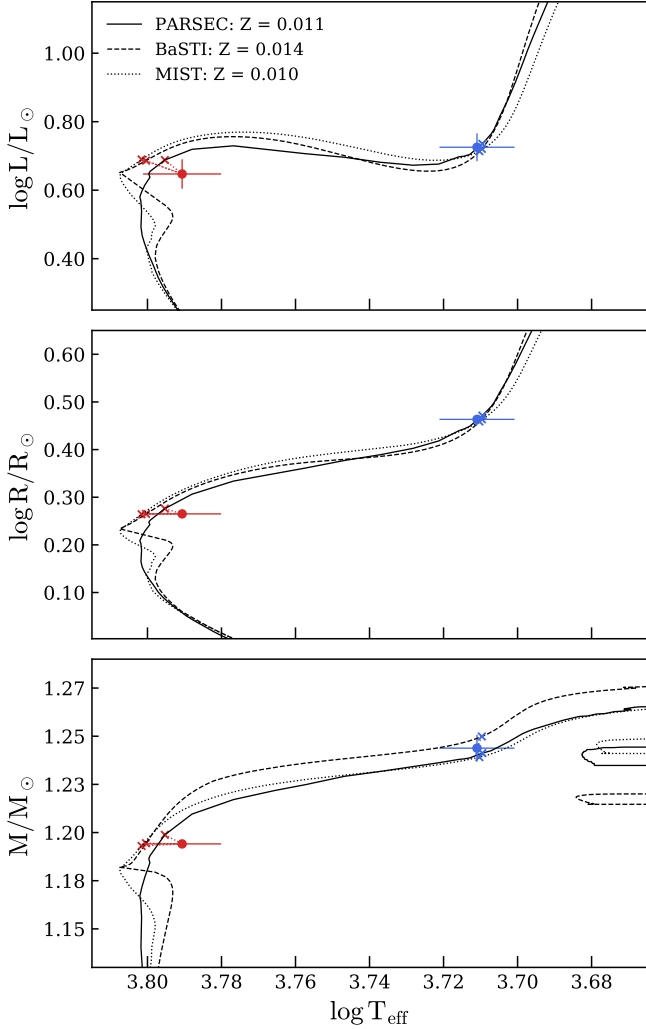 PARSEC: Z = 0.011
BaSTI: Z = 0.014
MIST: Z = 0.010
1.00
0.80
0.60
0.40
log L/L⊙
0.60
0.50
0.40
0.30
0.20
0.10
log R/R⊙
1.27
1.25
1.23
1.20
1.18
1.15
M/M⊙
3.80 3.78 3.76 3.74 3.72 3.70 3.68
log Teff